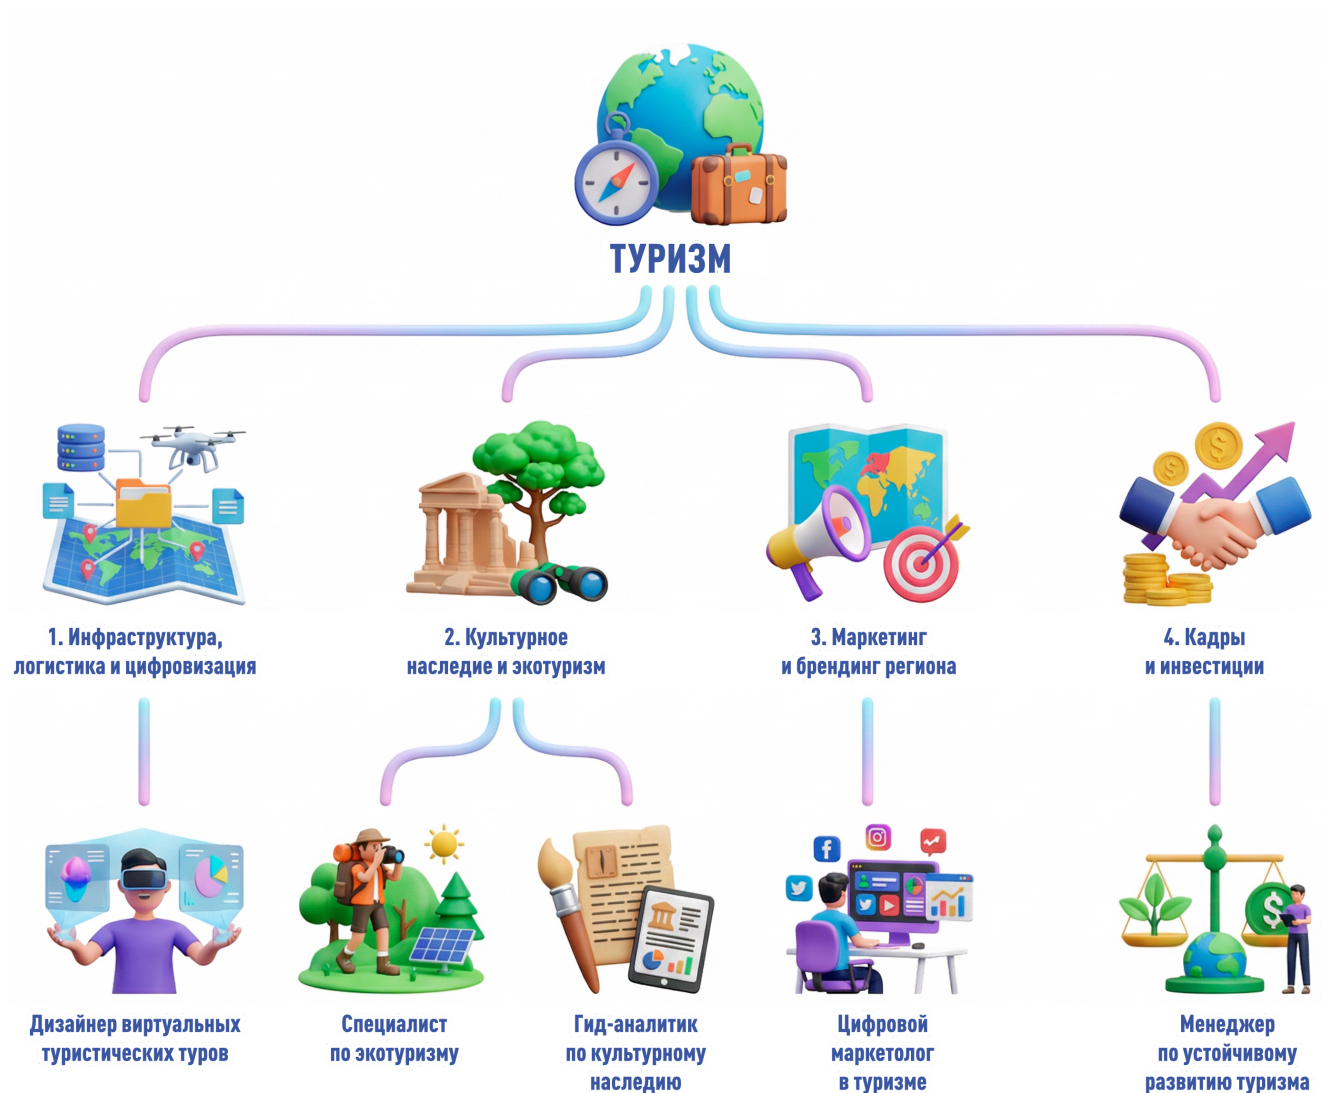 ТУРИЗМ
1. Инфраструктура,
логистика и цифровизация
2. Культурное
наследие и экотуризм
3. Маркетинг
и брендинг региона
4. Кадры
и инвестиции
Дизайнер виртуальных
туристических туров
Специалист
по экотуризму
Гид-аналитик
по культурному
наследию
Цифровой
маркетолог
в туризме
Менеджер
по устойчивому
развитию туризма